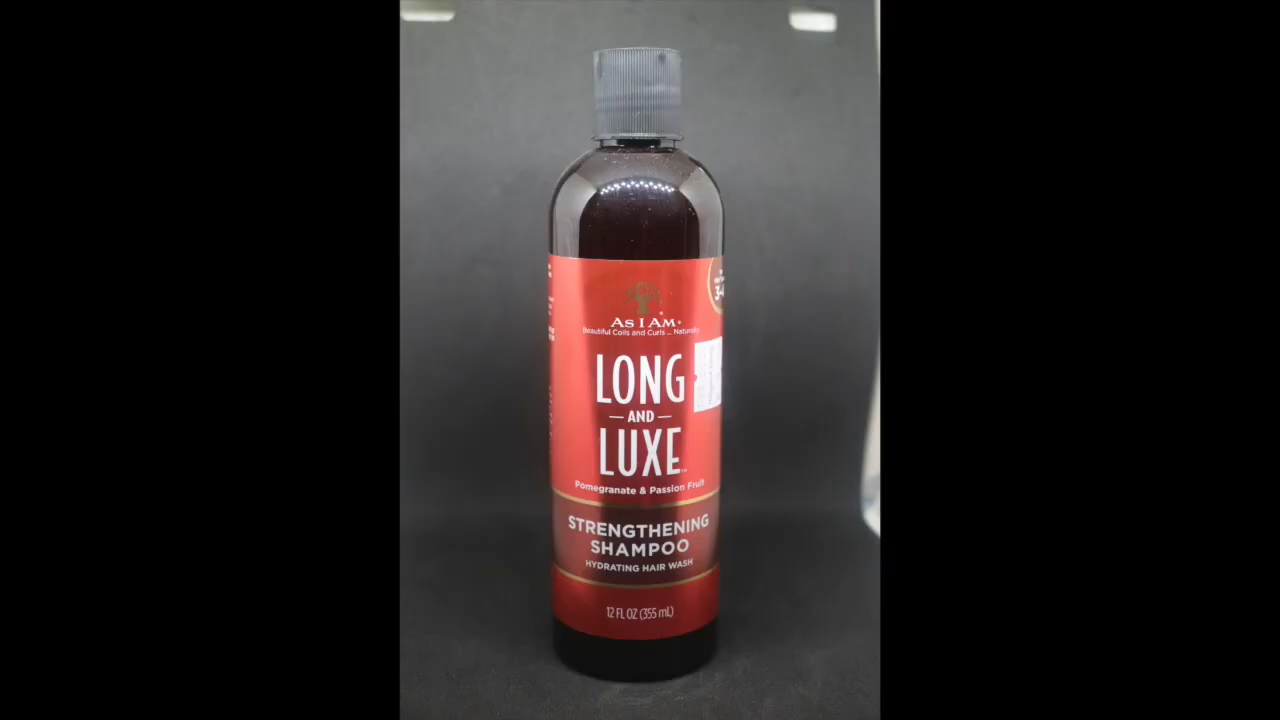 AS I AM
Beautiful Coils and Curls ... Naturally
LONG
AND
LUXE™
Pomegranate & Passion Fruit
STRENGTHENING
SHAMPOO
HYDRATING HAIR WASH
12 FL OZ (355 mL)